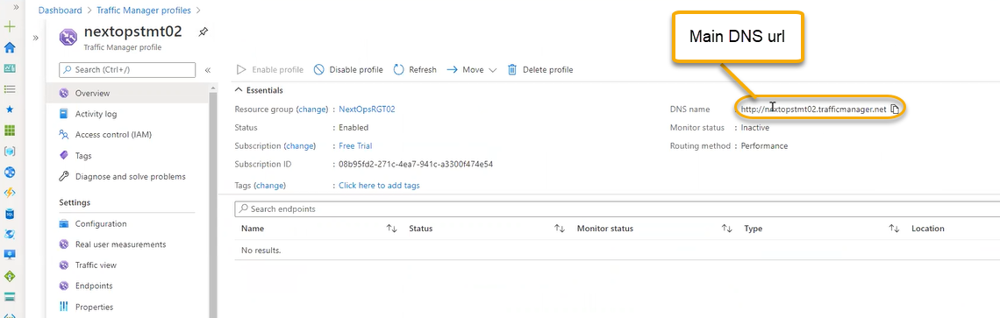 Dashboard > Traffic Manager profiles >
nextopstmt02
Traffic Manager profile
Main DNS url
Search (Ctrl+/)
Enable profile Disable profile Refresh Move Delete profile
Overview
Activity log
Access control (IAM)
Tags
Diagnose and solve problems
Settings
Configuration
Real user measurements
Traffic view
Endpoints
Properties
Essentials
Resource group (change) : NextOpsRGT02
Status : Enabled
Subscription (change) : Free Trial
Subscription ID : 08b95fd2-271c-4ea7-941c-a3300f474e54
Tags (change) : Click here to add tags
DNS name : http://nextopstmt02.trafficmanager.net
Monitor status : Inactive
Routing method : Performance
Search endpoints
Name Status Monitor status Type Location
No results.